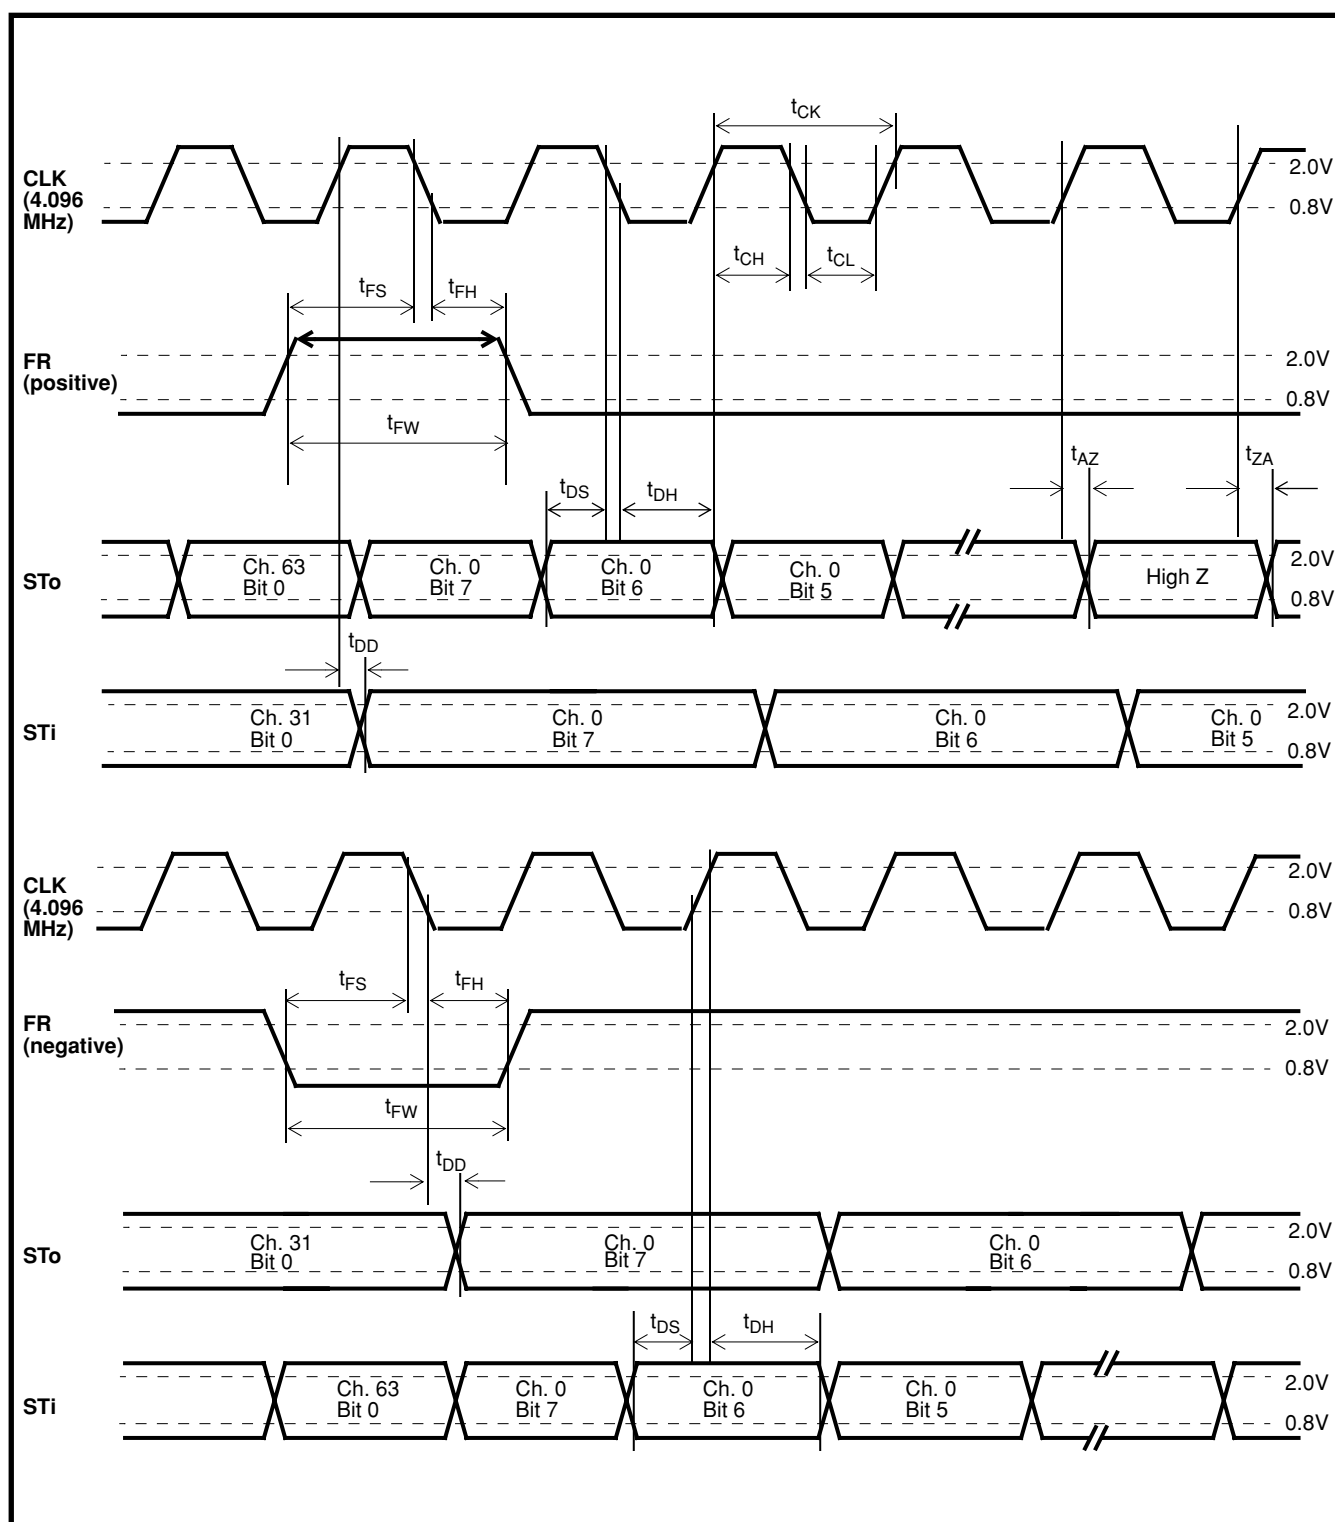 tCK
CLK
(4.096
MHz)
2.0V
0.8V
tCH
tCL
tFS
tFH
FR
(positive)
2.0V
0.8V
tFW
tAZ
tZA
tDS
tDH
STo
Ch. 63
Bit 0
Ch. 0
Bit 7
Ch. 0
Bit 6
Ch. 0
Bit 5
High Z
2.0V
0.8V
tDD
STi
Ch. 31
Bit 0
Ch. 0
Bit 7
Ch. 0
Bit 6
Ch. 0
Bit 5
2.0V
0.8V
CLK
(4.096
MHz)
2.0V
0.8V
tFS
tFH
FR
(negative)
2.0V
0.8V
tFW
tDD
STo
Ch. 31
Bit 0
Ch. 0
Bit 7
Ch. 0
Bit 6
2.0V
0.8V
tDS
tDH
STi
Ch. 63
Bit 0
Ch. 0
Bit 7
Ch. 0
Bit 6
Ch. 0
Bit 5
2.0V
0.8V